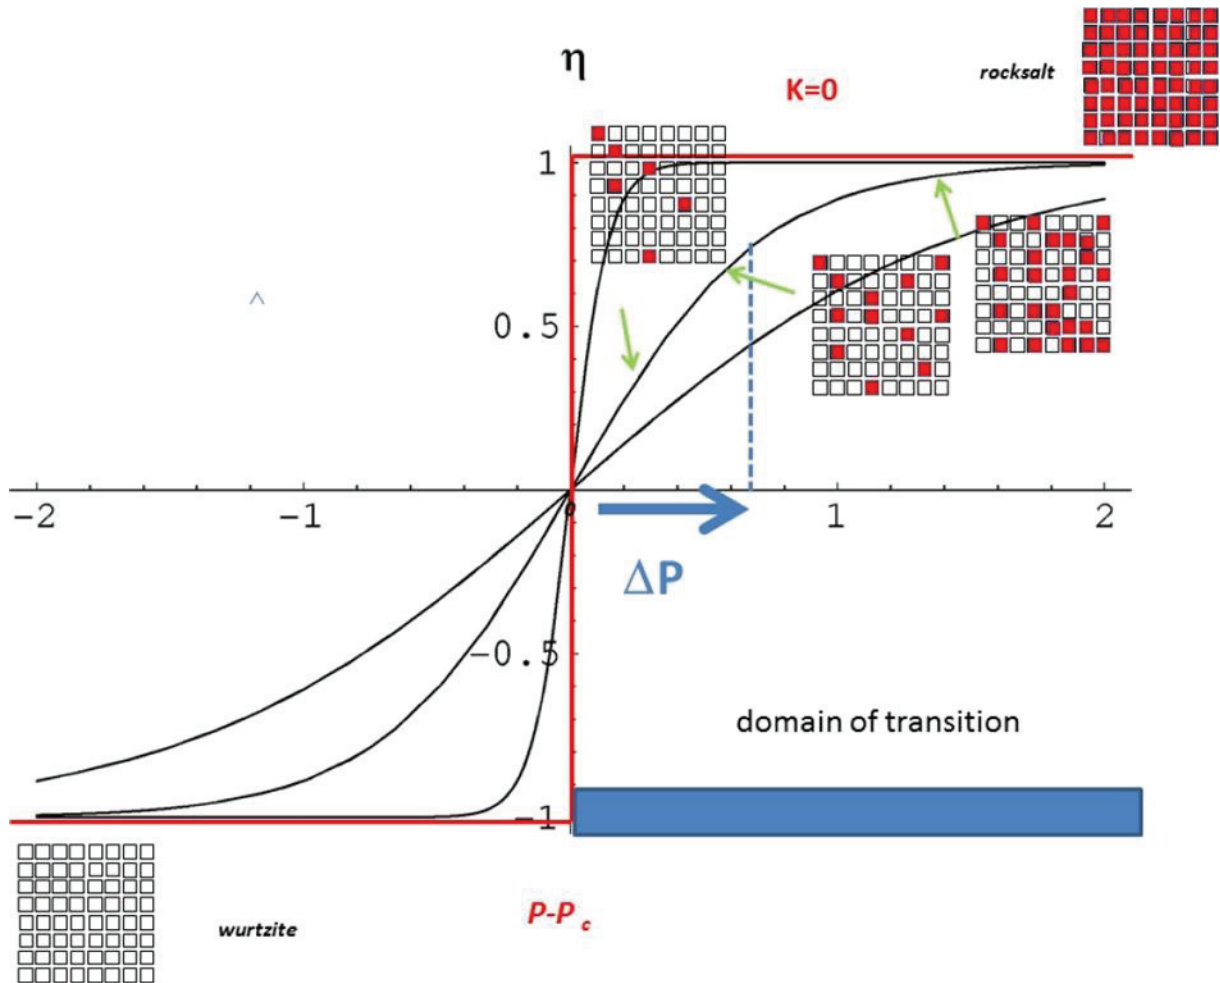 η
K=0
rocksalt
1
0.5
^
-2
-1
0
1
2
ΔP
-0.5
domain of transition
-1
P-P c
wurtzite